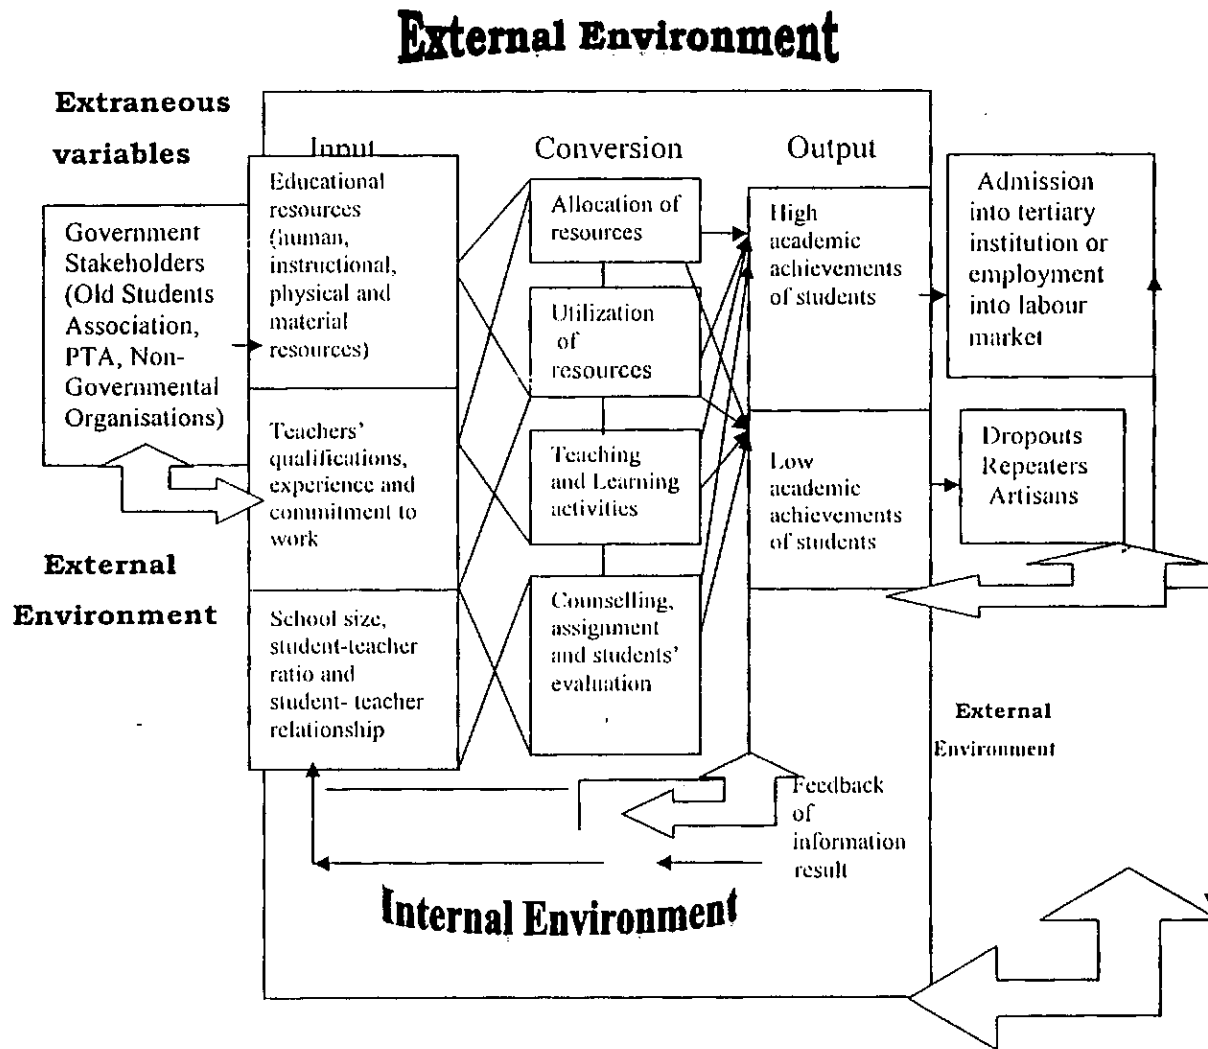 External Environment
Extraneous
variables
Input
Conversion
Output
Government
Stakeholders
(Old Students
Association,
PTA, Non-
Governmental
Organisations)
External
Environment
Educational
resources
(human,
instructional,
physical and
material
resources)
Teachers'
qualifications,
experience and
commitment to
work
School size,
student-teacher
ratio and
student- teacher
relationship
Allocation of
resources
Utilization
of
resources
Teaching
and Learning
activities
Counselling,
assignment
and students'
evaluation
High
academic
achievements
of students
Low
academic
achievements
of students
Admission
into tertiary
institution or
employment
into labour
market
Dropouts
Repeaters
Artisans
External
Environment
Feedback
of
information
result
Internal Environment